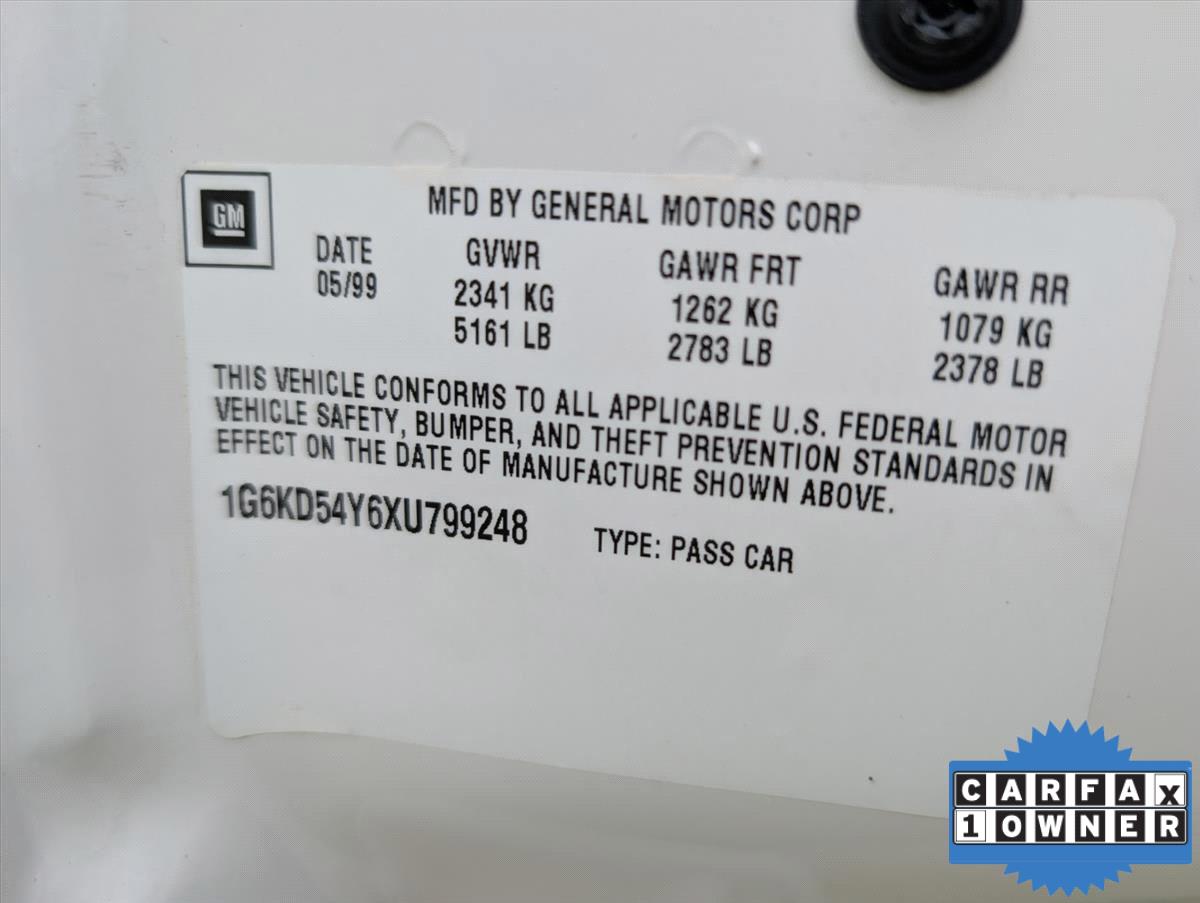 GM
MFD BY GENERAL MOTORS CORP
DATE GVWR GAWR FRT GAWR RR
05/99 2341 KG 1262 KG 1079 KG
5161 LB 2783 LB 2378 LB
THIS VEHICLE CONFORMS TO ALL APPLICABLE U.S. FEDERAL MOTOR
VEHICLE SAFETY, BUMPER, AND THEFT PREVENTION STANDARDS IN
EFFECT ON THE DATE OF MANUFACTURE SHOWN ABOVE.
1G6KD54Y6XU799248 TYPE: PASS CAR
CARFAX
1 OWNER